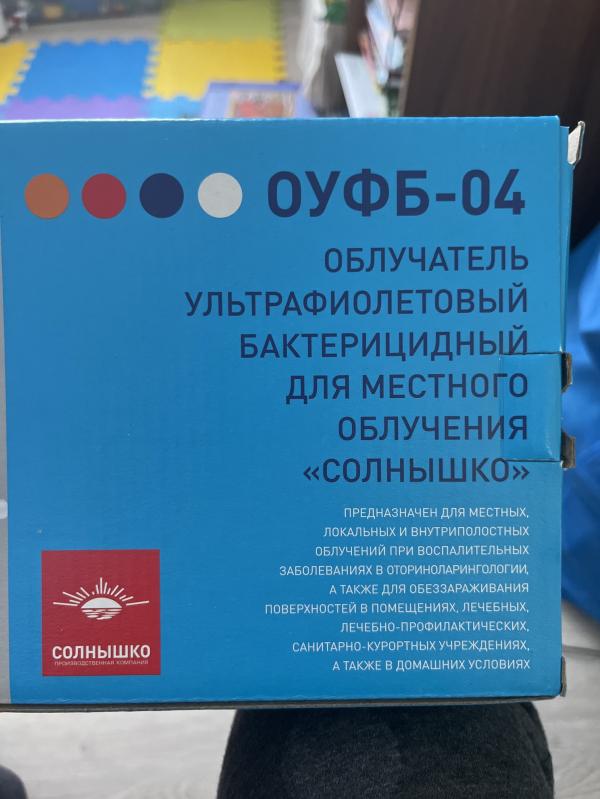 ОУФБ-04
ОБЛУЧАТЕЛЬ
УЛЬТРАФИОЛЕТОВЫЙ
БАКТЕРИЦИДНЫЙ
ДЛЯ МЕСТНОГО
ОБЛУЧЕНИЯ
«СОЛНЫШКО»
ПРЕДНАЗНАЧЕН ДЛЯ МЕСТНЫХ,
ЛОКАЛЬНЫХ И ВНУТРИПОЛОСТНЫХ
ОБЛУЧЕНИЙ ПРИ ВОСПАЛИТЕЛЬНЫХ
ЗАБОЛЕВАНИЯХ В ОТОРИНОЛАРИНГОЛОГИИ,
А ТАКЖЕ ДЛЯ ОБЕЗЗАРАЖИВАНИЯ
ПОВЕРХНОСТЕЙ В ПОМЕЩЕНИЯХ, ЛЕЧЕБНЫХ,
ЛЕЧЕБНО-ПРОФИЛАКТИЧЕСКИХ,
САНИТАРНО-КУРОРТНЫХ УЧРЕЖДЕНИЯХ,
А ТАКЖЕ В ДОМАШНИХ УСЛОВИЯХ
СОЛНЫШКО
ПРОИЗВОДСТВЕННАЯ КОМПАНИЯ